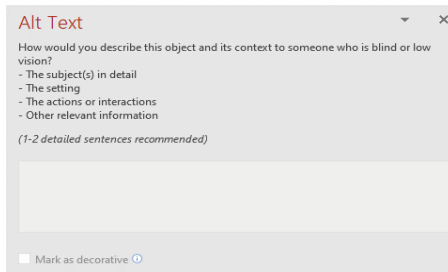 Alt Text
How would you describe this object and its context to someone who is blind or low
vision?
- The subject(s) in detail
- The setting
- The actions or interactions
- Other relevant information
(1-2 detailed sentences recommended)
Mark as decorative